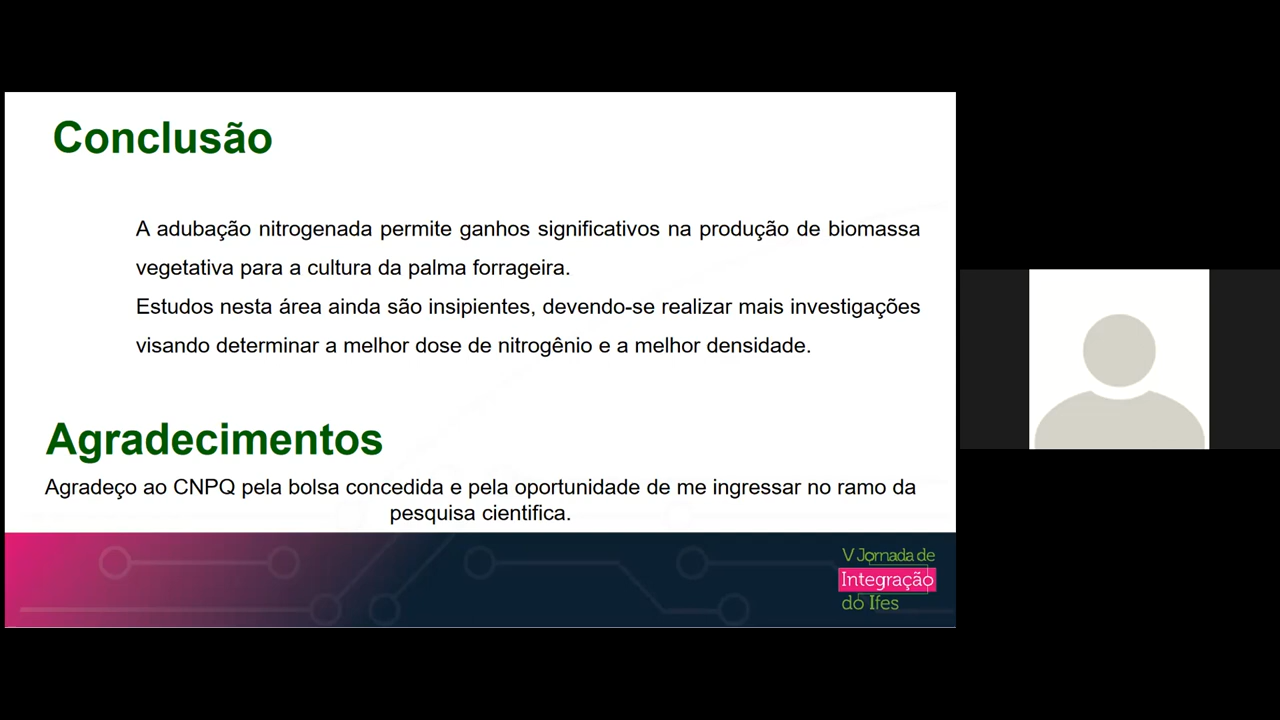 Conclusão
A adubação nitrogenada permite ganhos significativos na produção de biomassa
vegetativa para a cultura da palma forrageira.
Estudos nesta área ainda são insipientes, devendo-se realizar mais investigações
visando determinar a melhor dose de nitrogênio e a melhor densidade.
Agradecimentos
Agradeço ao CNPQ pela bolsa concedida e pela oportunidade de me ingressar no ramo da
pesquisa cientifica.
V Jornada de
Integração
do Ifes